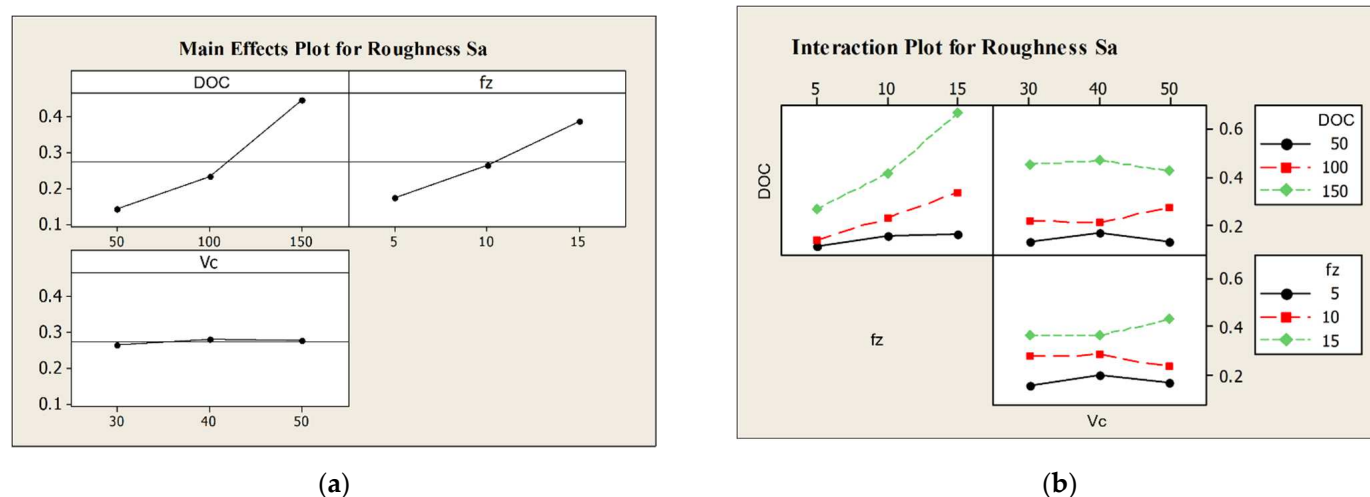 Main Effects Plot for Roughness Sa
DOC fz
0.4
0.3
0.2
0.1
50 100 150 5 10 15
Vc
0.4
0.3
0.2
0.1
30 40 50
(a)
Interaction Plot for Roughness Sa
5 10 15 30 40 50
DOC
0.6
0.4
0.2
DOC
50
100
150
fz
0.6
0.4
0.2
fz
5
10
15
Vc
(b)